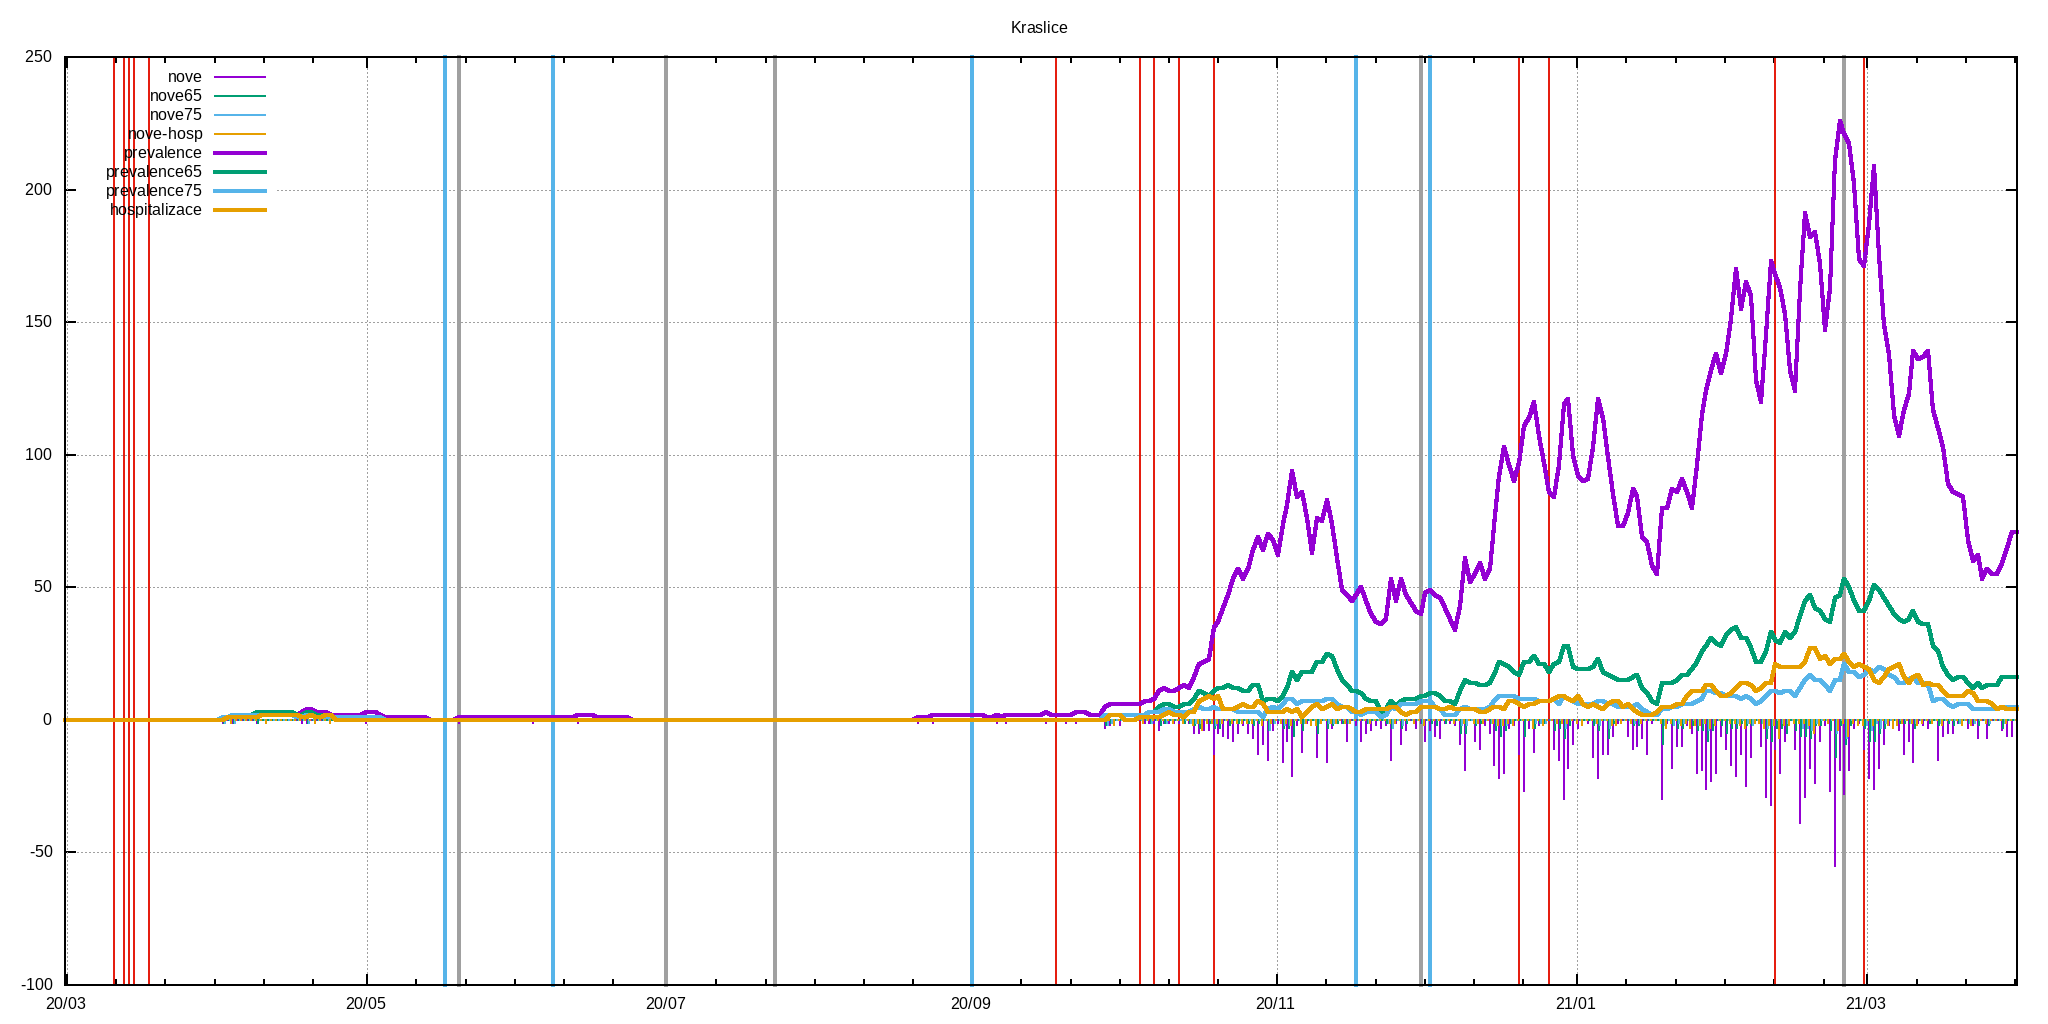 Kraslice
250
200
150
100
50
0
-50
-100
nove
nove65
nove75
nove-hosp
prevalence
prevalence65
prevalence75
hospitalizace
20/03 20/05 20/07 20/09 20/11 21/01 21/03